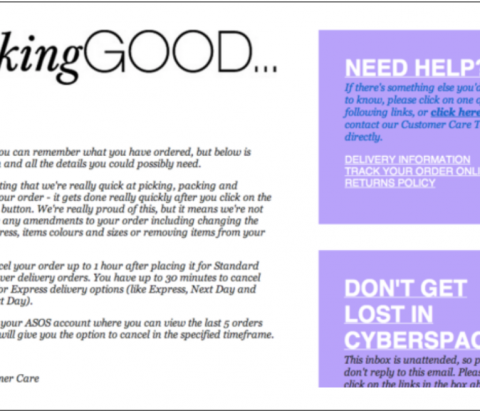 kingGOOD...
ou can remember what you have ordered, but below is
and all the details you could possibly need.
ting that we're really quick at picking, packing and
our order - it gets done really quickly after you click on the
button. We're really proud of this, but it means we're not
any amendments to your order including changing the
ress, items colours and sizes or removing items from your
cel your order up to 1 hour after placing it for Standard
ver delivery orders. You have up to 30 minutes to cancel
or Express delivery options (like Express, Next Day and
t Day).
your ASOS account where you can view the last 5 orders
will give you the option to cancel in the specified timeframe.
mer Care
NEED HELP?
If there's something else you'd
to know, please click on one o
following links, or click here
contact our Customer Care T
directly.
DELIVERY INFORMATION
TRACK YOUR ORDER ONLI
RETURNS POLICY
DON'T GET
LOST IN
CYBERSPAC
This inbox is unattended, so p
don't reply to this email. Pleas
click on the links in the box ab